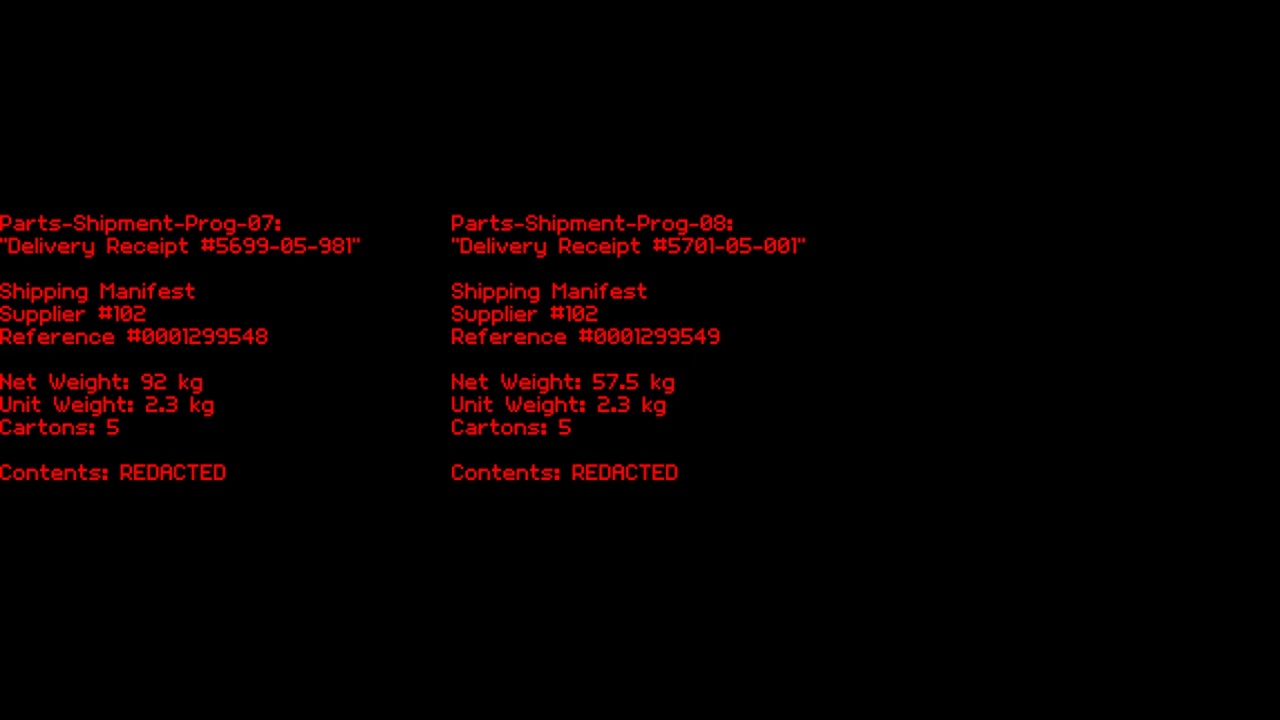 Parts-Shipment-Prog-07:
"Delivery Receipt #5699-05-981"

Shipping Manifest
Supplier #102
Reference #0001299548

Net Weight: 92 kg
Unit Weight: 2.3 kg
Cartons: 5

Contents: REDACTED

Parts-Shipment-Prog-08:
"Delivery Receipt #5701-05-001"

Shipping Manifest
Supplier #102
Reference #0001299549

Net Weight: 57.5 kg
Unit Weight: 2.3 kg
Cartons: 5

Contents: REDACTED